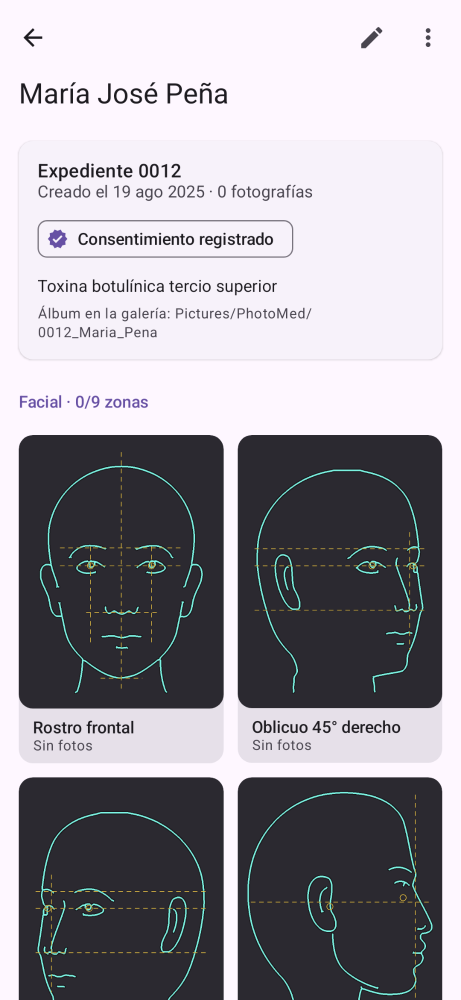 María José Peña
Expediente 0012
Creado el 19 ago 2025 · 0 fotografías
Consentimiento registrado
Toxina botulínica tercio superior
Álbum en la galería: Pictures/PhotoMed/
0012_Maria_Pena
Facial · 0/9 zonas
Rostro frontal
Sin fotos
Oblicuo 45° derecho
Sin fotos